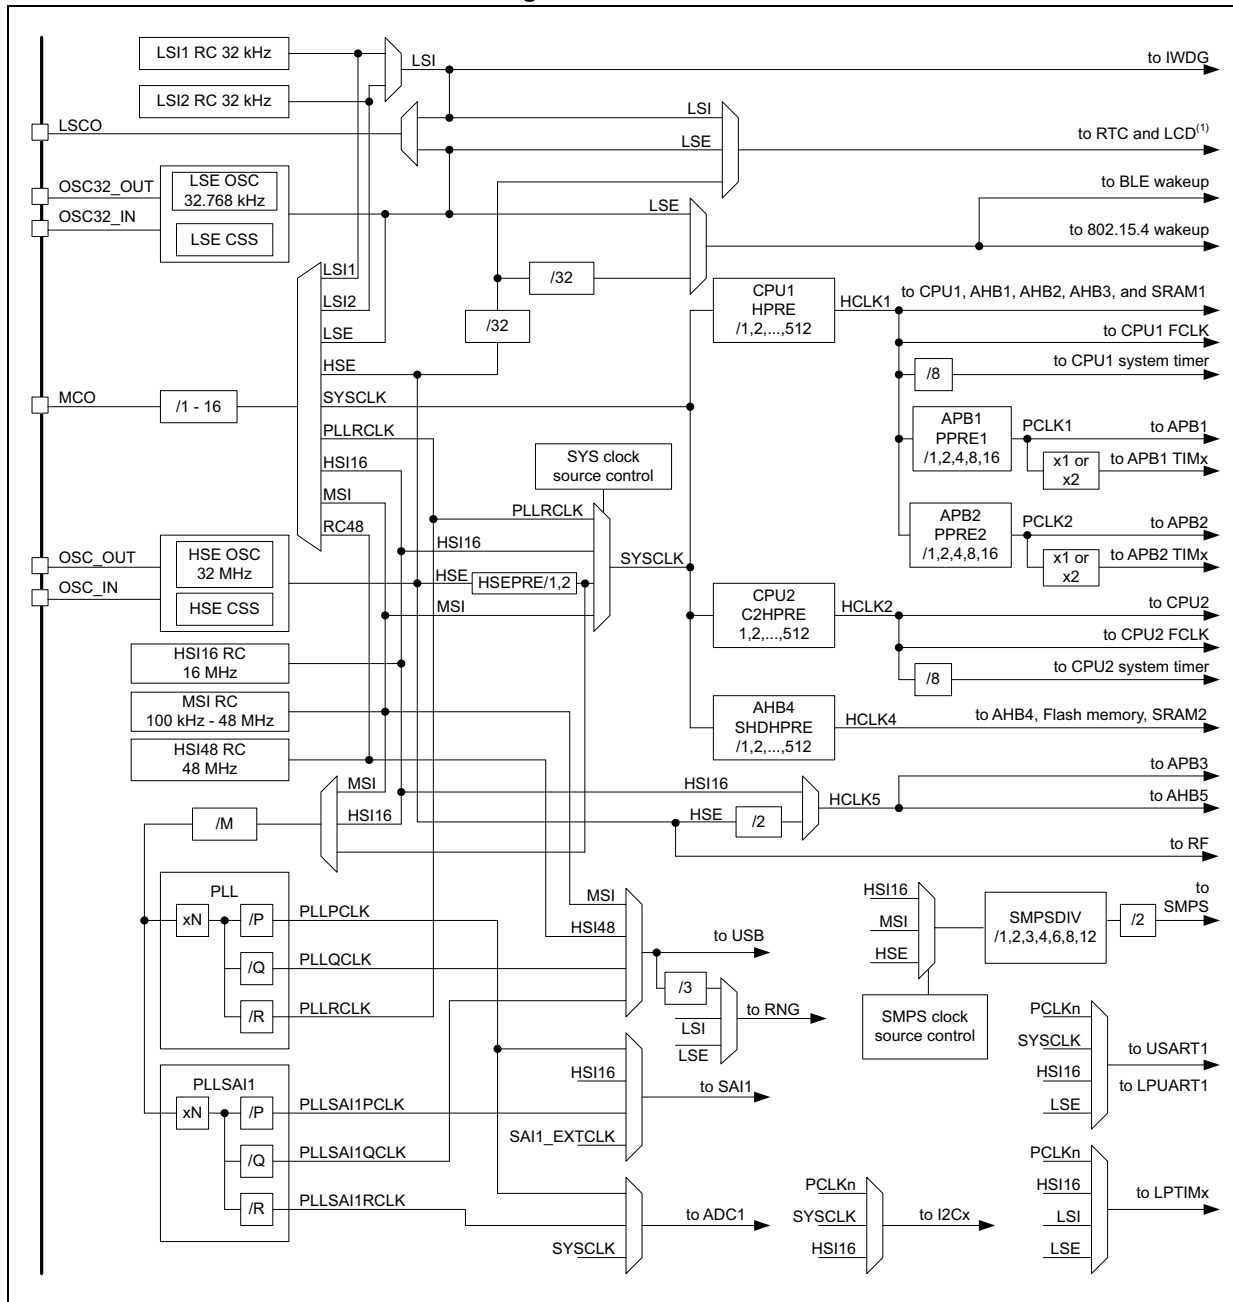 LSI1 RC 32 kHz
LSI
to IWDG
LSI2 RC 32 kHz
LSCO
LSI
LSE
to RTC and LCD(1)
OSC32_OUT
LSE OSC
32.768 kHz
to BLE wakeup
OSC32_IN
LSE CSS
LSE
to 802.15.4 wakeup
LSI1
LSI2
LSE
HSE
SYSCLK
PLLRCLK
HSI16
MSI
RC48
/32
/32
CPU1
HPRE
/1,2,...,512
HCLK1
to CPU1, AHB1, AHB2, AHB3, and SRAM1
to CPU1 FCLK
/8
to CPU1 system timer
MCO
/1 - 16
APB1
PPRE1
/1,2,4,8,16
PCLK1
to APB1
x1 or
x2
to APB1 TIMx
SYS clock
source control
PLLRCLK
HSI16
HSE
HSEPRE/1,2
MSI
SYSCLK
APB2
PPRE2
/1,2,4,8,16
PCLK2
to APB2
x1 or
x2
to APB2 TIMx
OSC_OUT
OSC_IN
HSE OSC
32 MHz
HSE CSS
CPU2
C2HPRE
1,2,...,512
HCLK2
to CPU2
to CPU2 FCLK
/8
to CPU2 system timer
HSI16 RC
16 MHz
MSI RC
100 kHz - 48 MHz
HSI48 RC
48 MHz
AHB4
SHDHPRE
/1,2,...,512
HCLK4
to AHB4, Flash memory, SRAM2
MSI
HSI16
/M
HSI16
HSE
/2
HCLK5
to APB3
to AHB5
to RF
PLL
xN
/P
PLLPCLK
/Q
PLLQCLK
/R
PLLRCLK
MSI
HSI48
to USB
/3
LSI
LSE
to RNG
HSI16
MSI
HSE
SMPSDIV
/1,2,3,4,6,8,12
/2
to
SMPS
SMPS clock
source control
PLLSAI1
xN
/P
PLLSAI1PCLK
/Q
PLLSAI1QCLK
/R
PLLSAI1RCLK
HSI16
SAI1_EXTCLK
to SAI1
PCLKn
SYSCLK
HSI16
LSE
to USART1
to LPUART1
SYSCLK
to ADC1
PCLKn
SYSCLK
HSI16
to I2Cx
PCLKn
HSI16
LSI
LSE
to LPTIMx